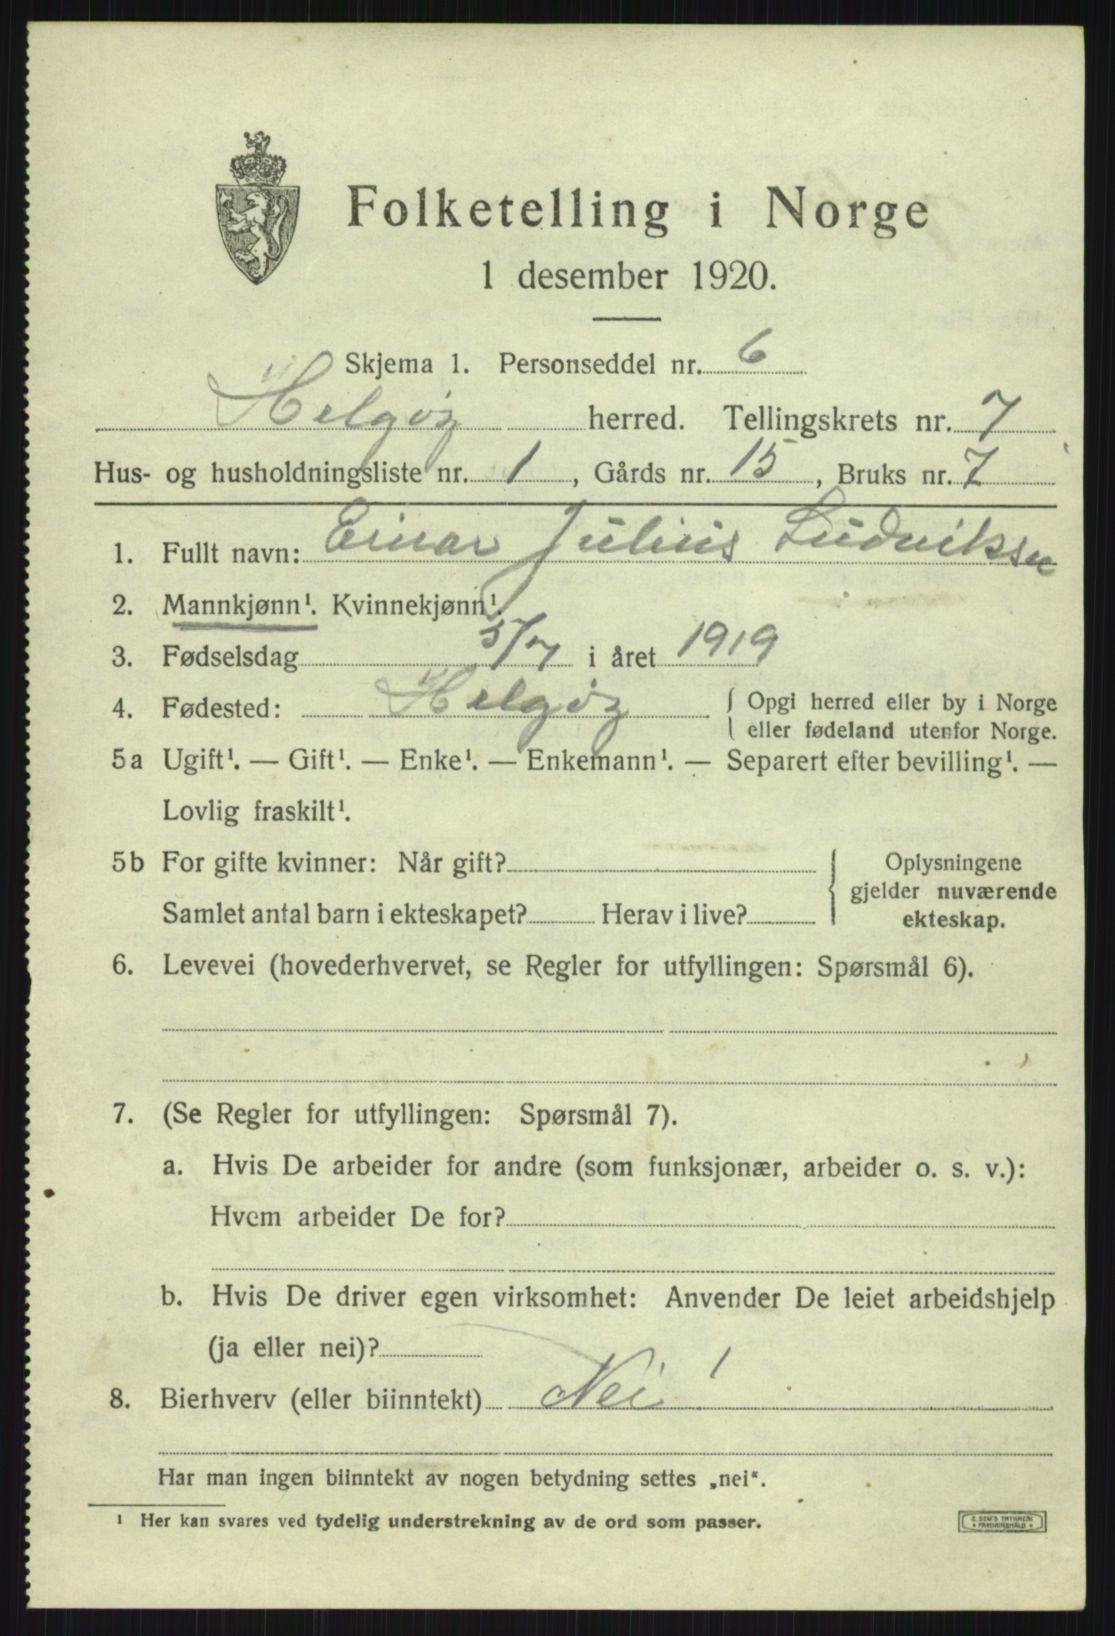 Folketelling i Norge
1 desember 1920.
Skjema 1. Personseddel nr. 6
Helgøy herred. Tellingskrets nr. 7
Hus- og husholdningsliste nr. 1, Gårds nr. 15, Bruks nr. 7
1. Fullt navn: Einar Julius Ludviksen
2. Mannkjønn¹. Kvinnekjønn¹.
3. Fødselsdag 5/7 i året 1919
4. Fødested: Helgøy { Opgi herred eller by i Norge
eller fødeland utenfor Norge.
5a Ugift¹. — Gift¹. — Enke¹. — Enkemann¹. — Separert efter bevilling¹. —
Lovlig fraskilt¹.
5b For gifte kvinner: Når gift? { Oplysningene
gjelder nuværende
Samlet antal barn i ekteskapet? Herav i live? ekteskap.
6. Levevei (hovederhvervet, se Regler for utfyllingen: Spørsmål 6).
7. (Se Regler for utfyllingen: Spørsmål 7).
a. Hvis De arbeider for andre (som funksjonær, arbeider o. s. v.):
Hvem arbeider De for?
b. Hvis De driver egen virksomhet: Anvender De leiet arbeidshjelp
(ja eller nei)?
8. Bierhverv (eller biinntekt) Nei!
Har man ingen biinntekt av nogen betydning settes „nei“.
¹ Her kan svares ved tydelig understrekning av de ord som passer.